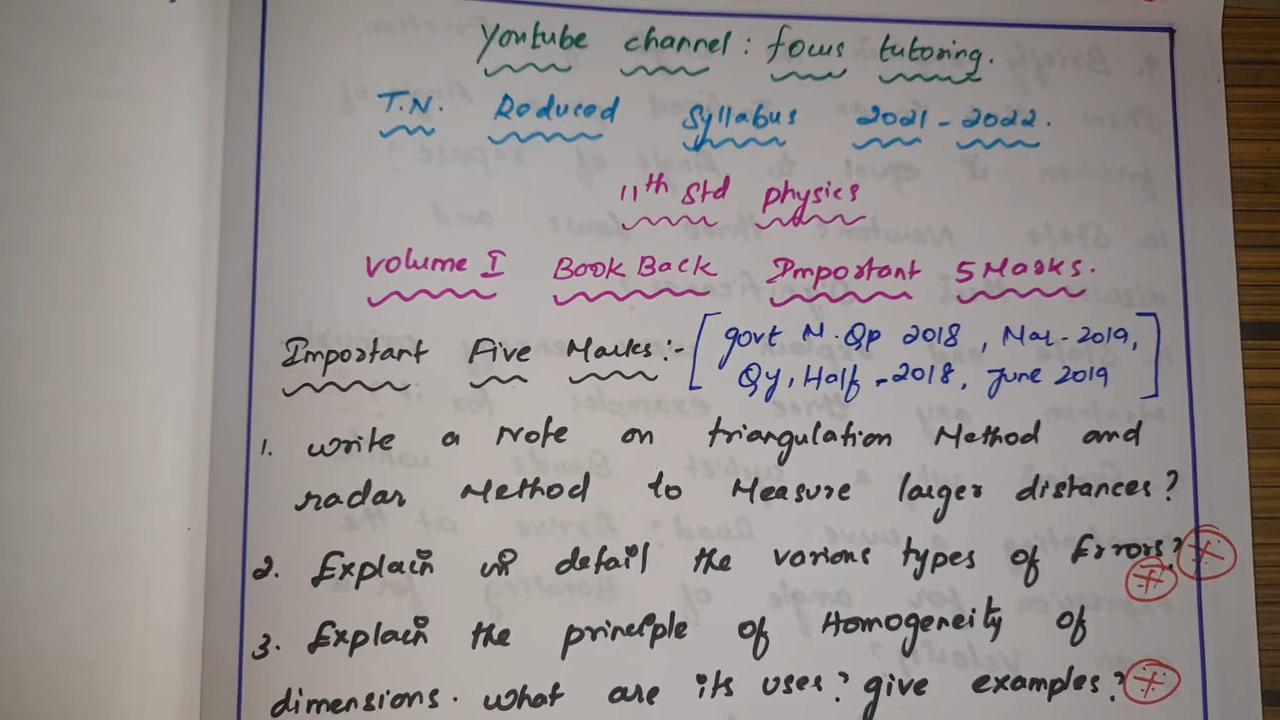 Youtube channel: focus tutoring.
T.N. Reduced Syllabus 2021-2022.
11th Std physics
Volume I Book Back Important 5 Marks.
Important Five Marks:- [govt M.Qp 2018, Mar-2019,
Qy, Half-2018, June 2019]
1. Write a Note on triangulation Method and
radar Method to Measure larger distances?
2. Explain in detail the various types of Errors?
3. Explain the principle of Homogeneity of
dimensions. What are its uses? give examples?